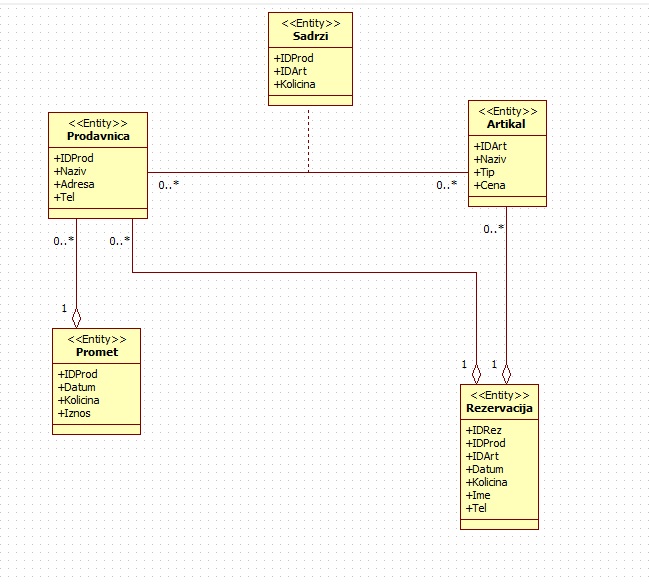 <<Entity>>
Sadrzi
+IDProd
+IDArt
+Kolicina
<<Entity>>
Prodavnica
+IDProd
+Naziv
+Adresa
+Tel
<<Entity>>
Artikal
+IDArt
+Naziv
+Tip
+Cena
0..*
0..*
0..*
0..*
0..*
1
<<Entity>>
Promet
+IDProd
+Datum
+Kolicina
+Iznos
1
1
<<Entity>>
Rezervacija
+IDRez
+IDProd
+IDArt
+Datum
+Kolicina
+Ime
+Tel